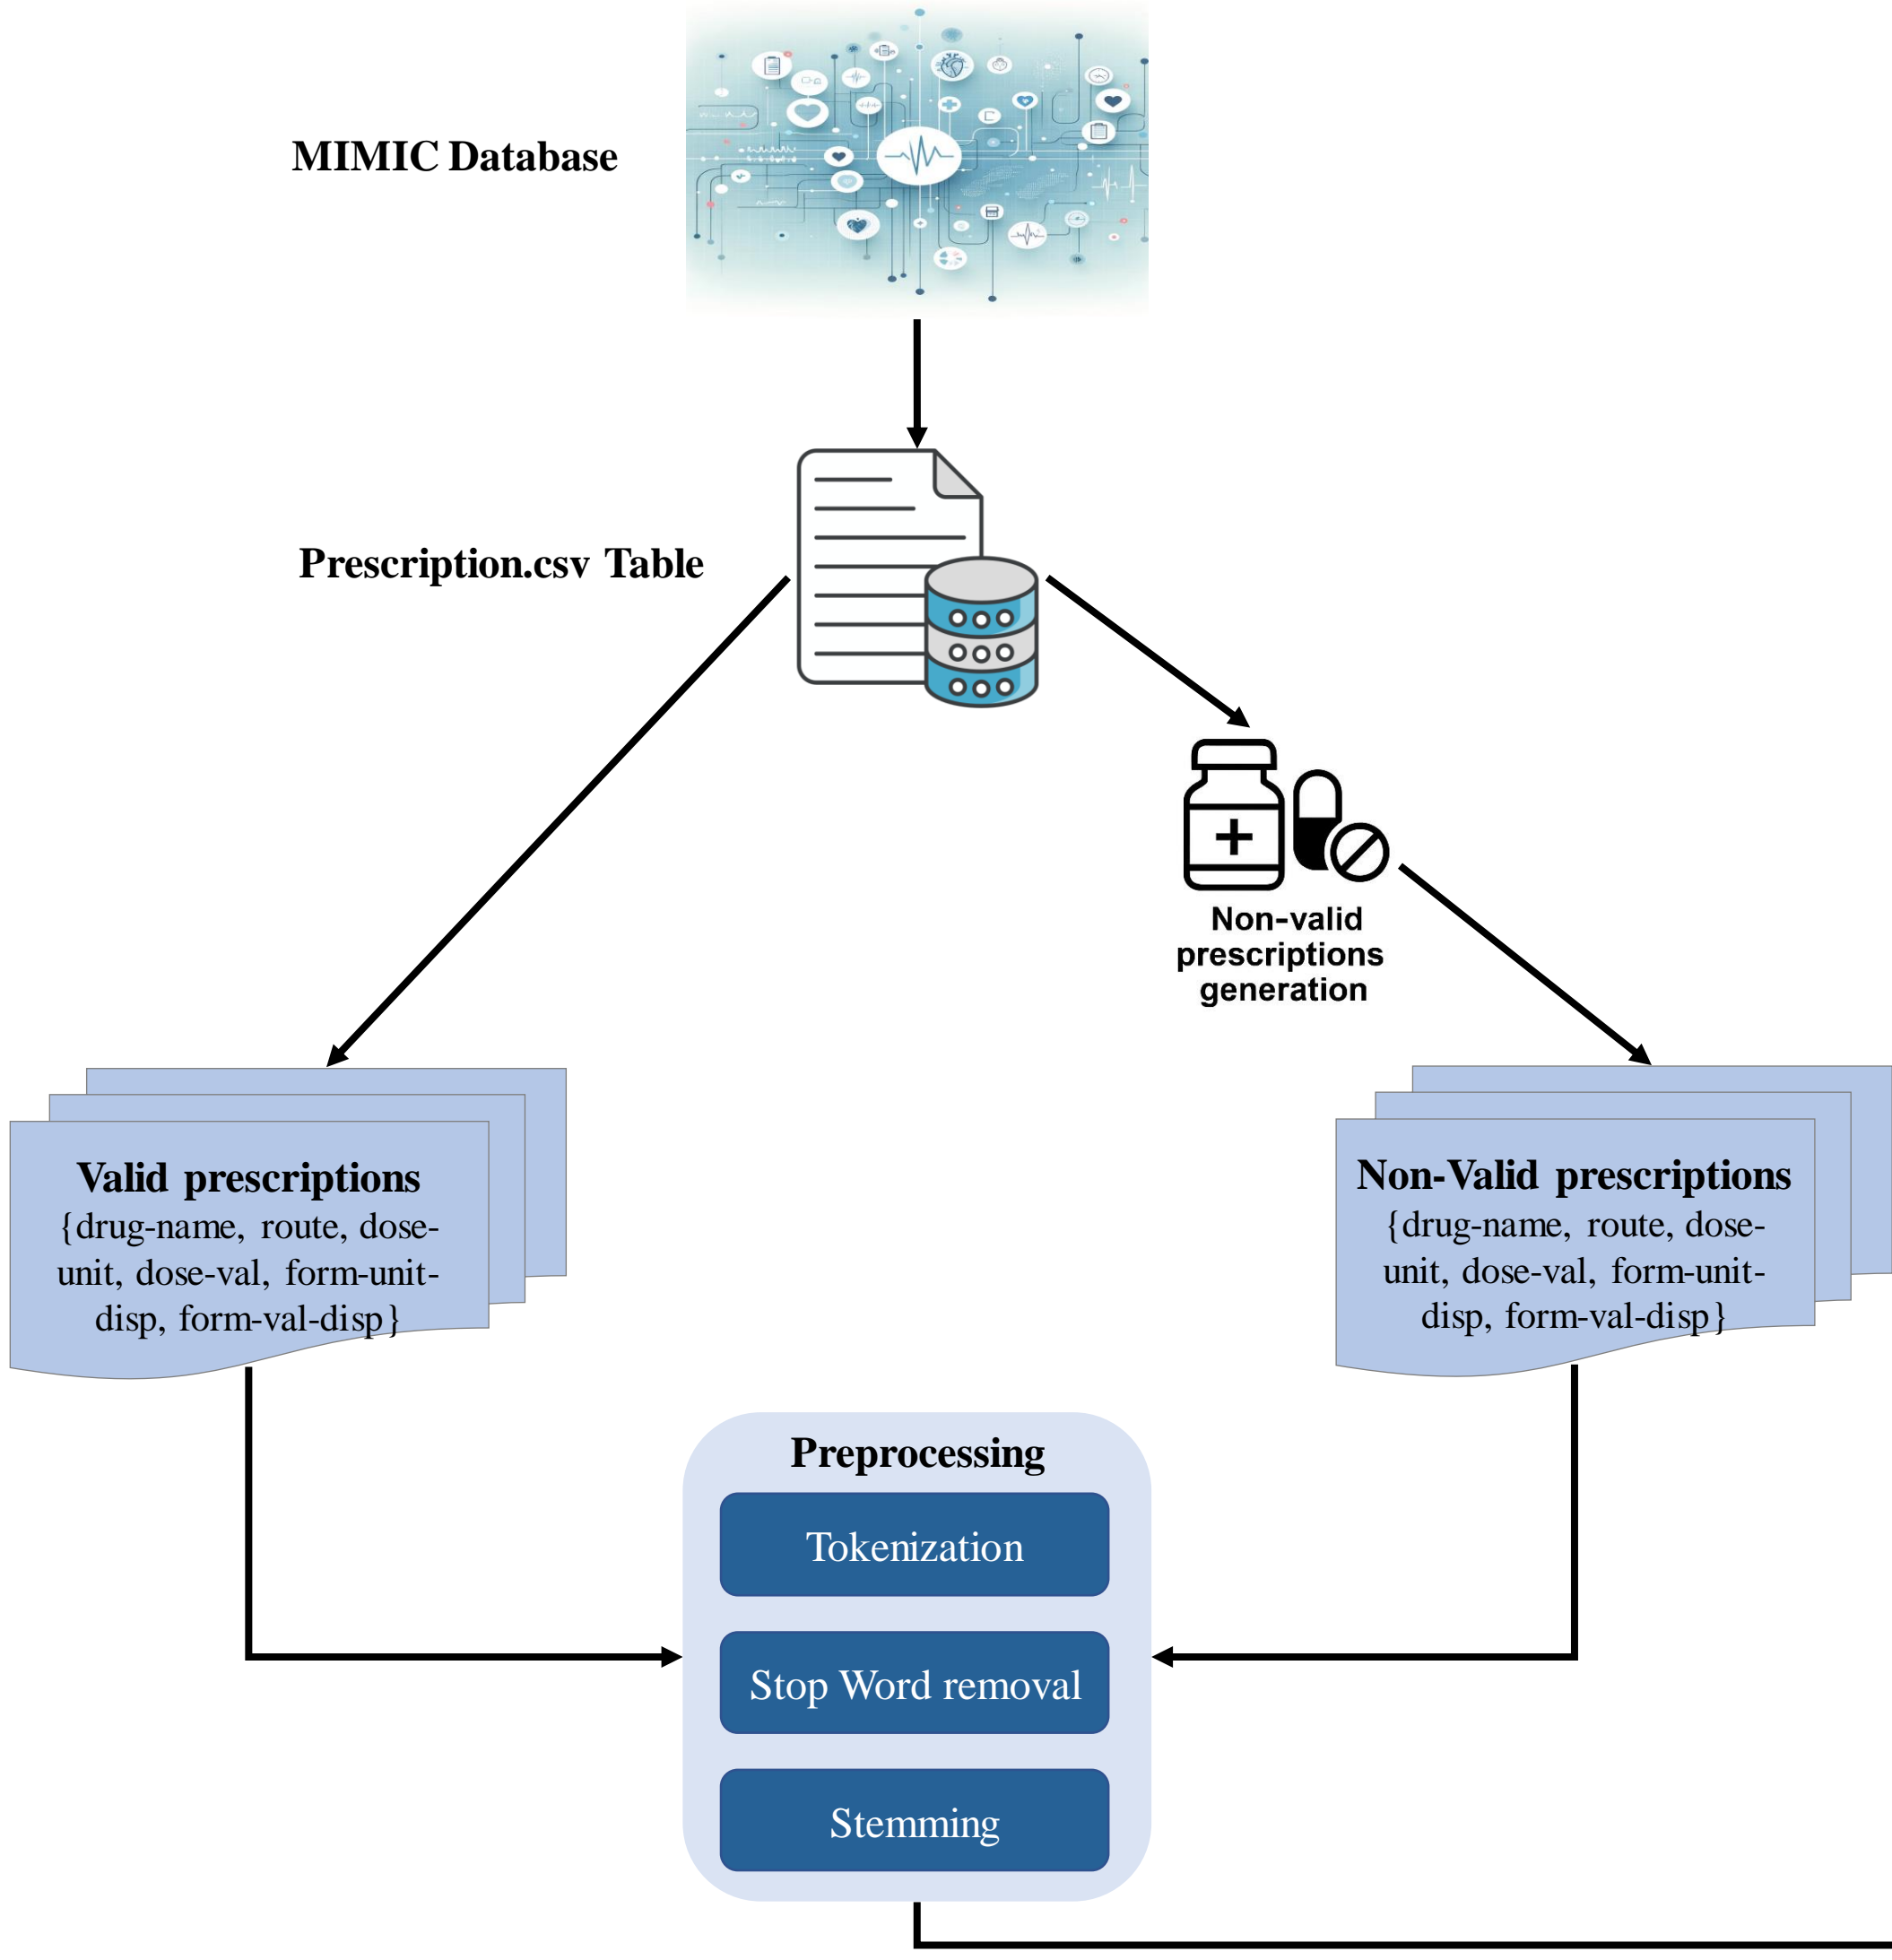 MIMIC Database
Prescription.csv Table
Non-valid
prescriptions
generation
Valid prescriptions
{drug-name, route, dose-
unit, dose-val, form-unit-
disp, form-val-disp}
Non-Valid prescriptions
{drug-name, route, dose-
unit, dose-val, form-unit-
disp, form-val-disp}
Preprocessing
Tokenization
Stop Word removal
Stemming